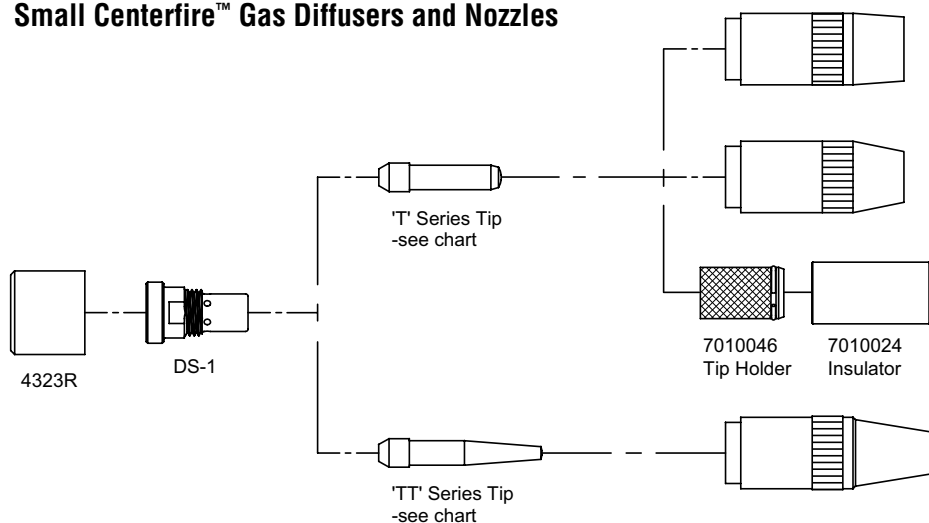 Small Centerfire™ Gas Diffusers and Nozzles
'T' Series Tip
-see chart
4323R
DS-1
7010046
Tip Holder
7010024
Insulator
'TT' Series Tip
-see chart